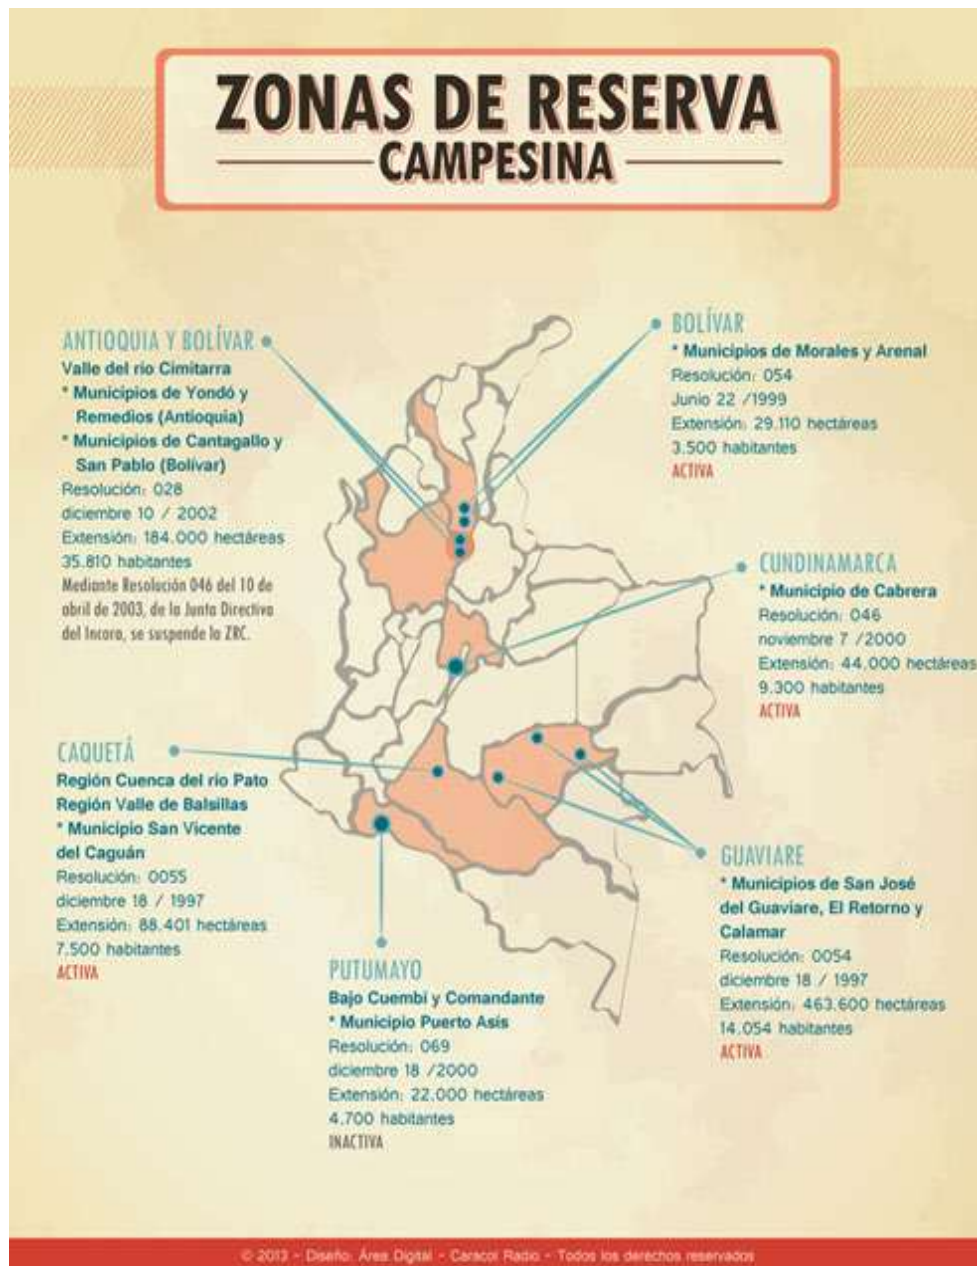 ZONAS DE RESERVA
CAMPESINA
ANTIOQUIA Y BOLÍVAR
Valle del río Cimitarra
* Municipios de Yondó y
Remedios (Antioquia)
* Municipios de Cantagallo y
San Pablo (Bolívar)
Resolución: 028
diciembre 10 / 2002
Extensión: 184.000 hectáreas
35.810 habitantes
Mediante Resolución 046 del 10 de
abril de 2003, de la Junta Directiva
del Incora, se suspende la ZRC.
BOLÍVAR
* Municipios de Morales y Arenal
Resolución: 054
Junio 22 /1999
Extensión: 29.110 hectáreas
3.500 habitantes
ACTIVA
CUNDINAMARCA
* Municipio de Cabrera
Resolución: 046
noviembre 7 /2000
Extensión: 44.000 hectáreas
9.300 habitantes
ACTIVA
CAQUETÁ
Región Cuenca del río Pato
Región Valle de Balsillas
* Municipio San Vicente
del Caguán
Resolución: 0055
diciembre 18 / 1997
Extensión: 88.401 hectáreas
7.500 habitantes
ACTIVA
PUTUMAYO
Bajo Cuembí y Comandante
* Municipio Puerto Asís
Resolución: 069
diciembre 18 /2000
Extensión: 22.000 hectáreas
4.700 habitantes
INACTIVA
GUAVIARE
* Municipios de San José
del Guaviare, El Retorno y
Calamar
Resolución: 0054
diciembre 18 / 1997
Extensión: 463.600 hectáreas
14.054 habitantes
ACTIVA
© 2013 - Diseño: Área Digital - Caracol Radio - Todos los derechos reservados